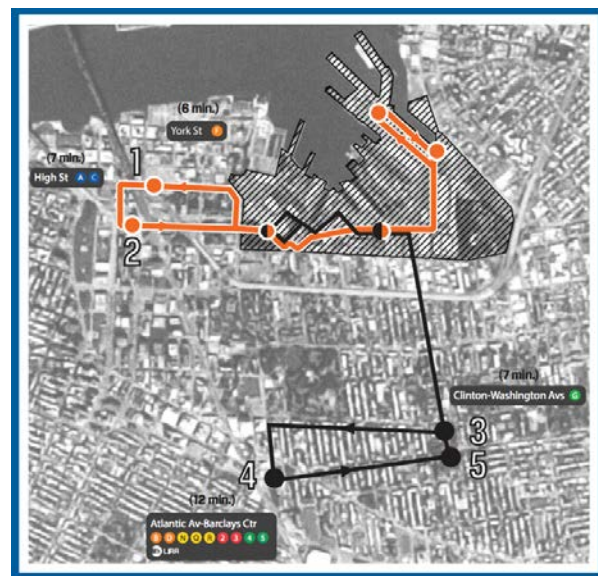 (6 min.)
York St F
(7 min.)
High St A C
1
2
(7 min.)
Clinton-Washington Avs G
3
4
5
(12 min.)
Atlantic Av-Barclays Ctr
B D N Q R 2 3 4 5
LIRR